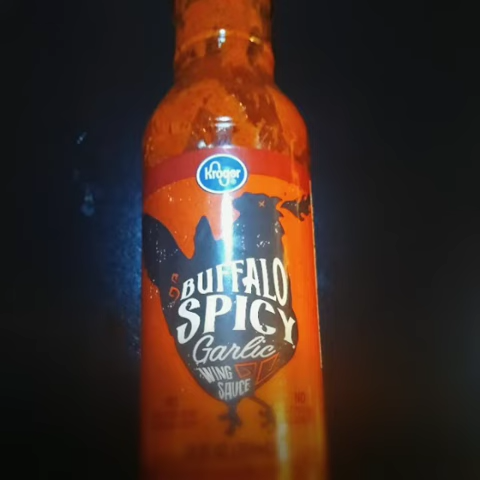 Kroger
BUFFALO
SPICY
Garlic
WING
SAUCE